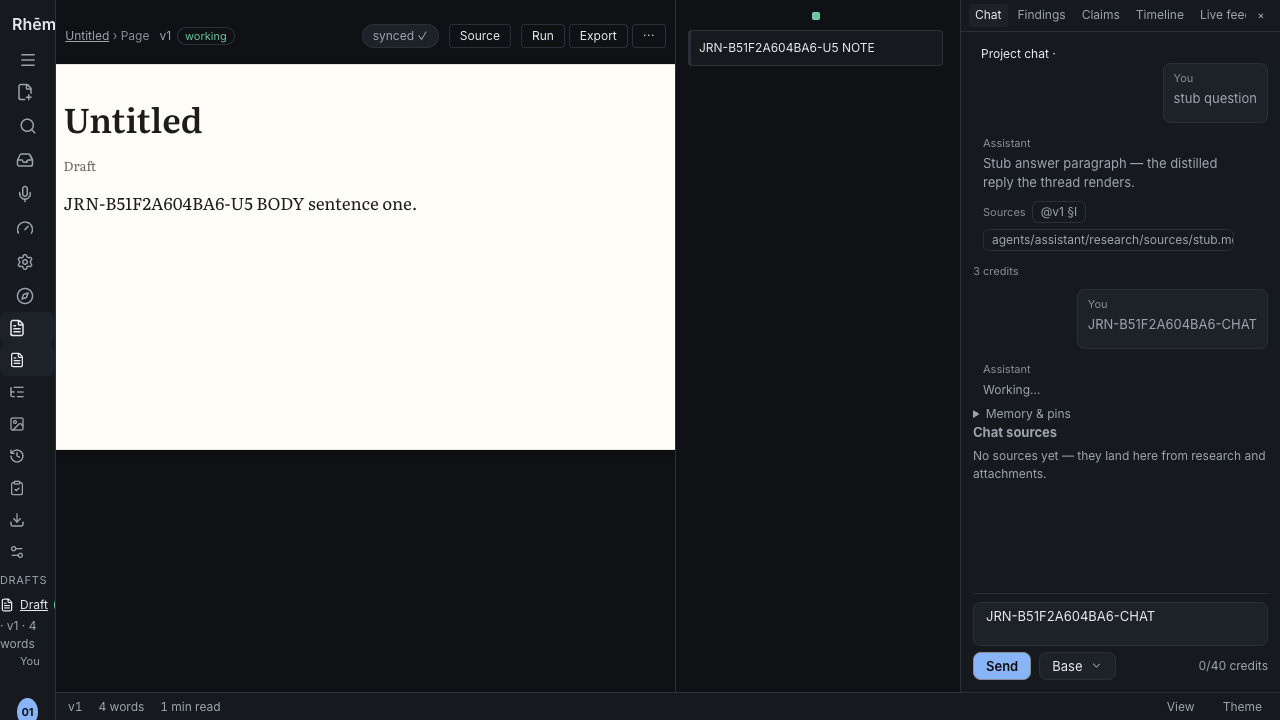 Rhēm
DRAFTS
Draft
· v1 · 4
words
You
01
Untitled › Page v1 working
synced ✓ Source Run Export ···
Untitled
Draft
JRN-B51F2A604BA6-U5 BODY sentence one.
JRN-B51F2A604BA6-U5 NOTE
Chat Findings Claims Timeline Live fee ×
Project chat ·
You
stub question
Assistant
Stub answer paragraph — the distilled
reply the thread renders.
Sources @v1 §I
agents/assistant/research/sources/stub.m
3 credits
You
JRN-B51F2A604BA6-CHAT
Assistant
Working…
Memory & pins
Chat sources
No sources yet — they land here from research and
attachments.
JRN-B51F2A604BA6-CHAT
Send Base 0/40 credits
v1 4 words 1 min read View Theme